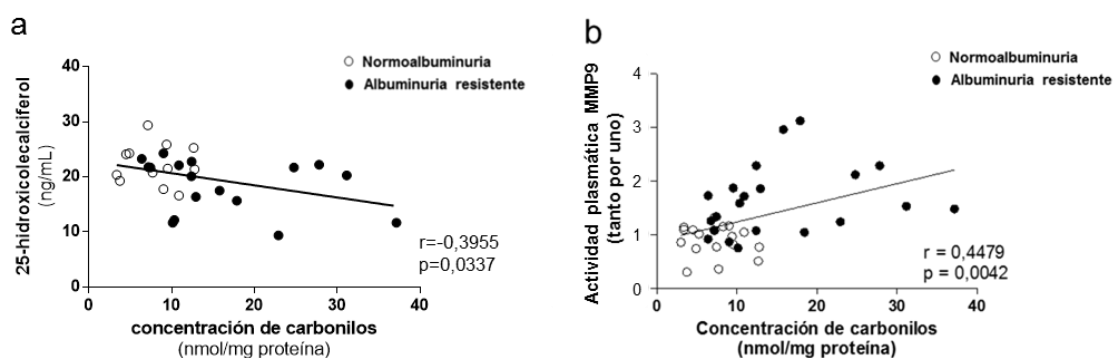 a
Normoalbuminuria
Albuminuria resistente
25-hidroxicolecalciferol
(ng/mL)
40
30
20
10
0
r=-0,3955
p=0,0337
0 10 20 30 40
concentración de carbonilos
(nmol/mg proteína)
b
Normoalbuminuria
Albuminuria resistente
Actividad plasmática MMP9
(tanto por uno)
4
3
2
1
0
r = 0,4479
p = 0,0042
0 10 20 30 40
Concentración de carbonilos
(nmol/mg proteína)